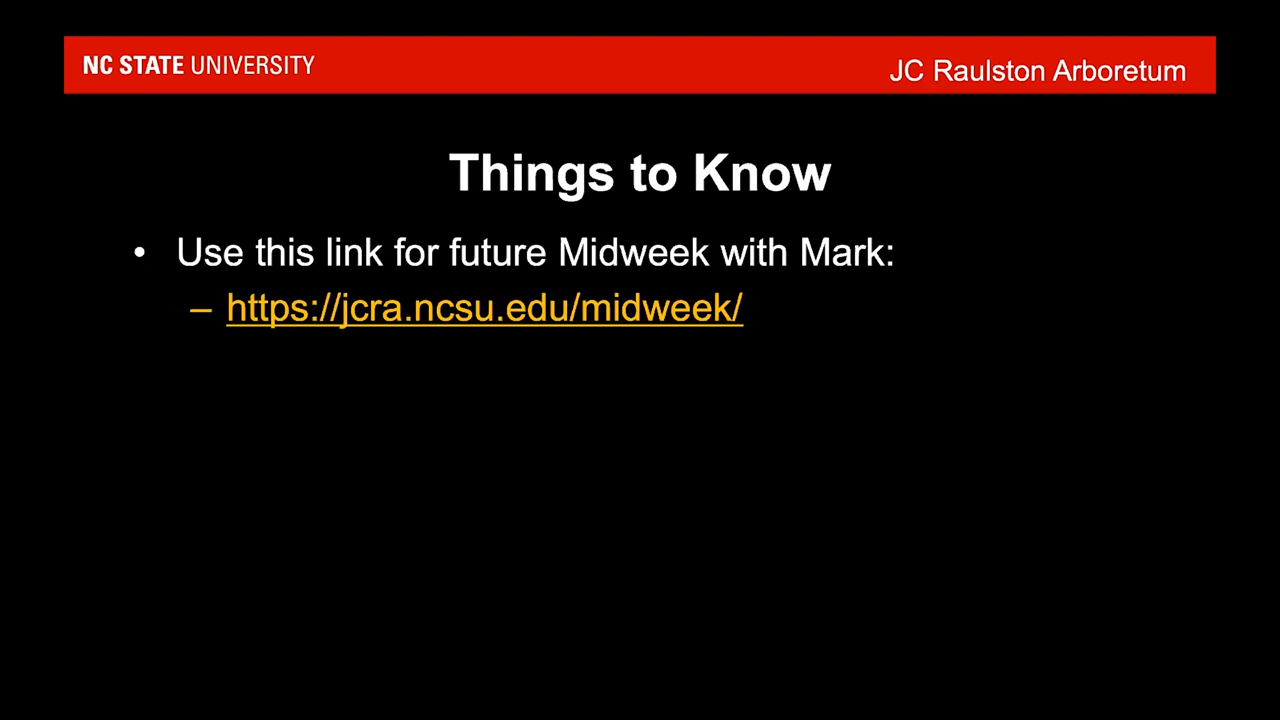 NC STATE UNIVERSITY
JC Raulston Arboretum
Things to Know
• Use this link for future Midweek with Mark:
– https://jcra.ncsu.edu/midweek/